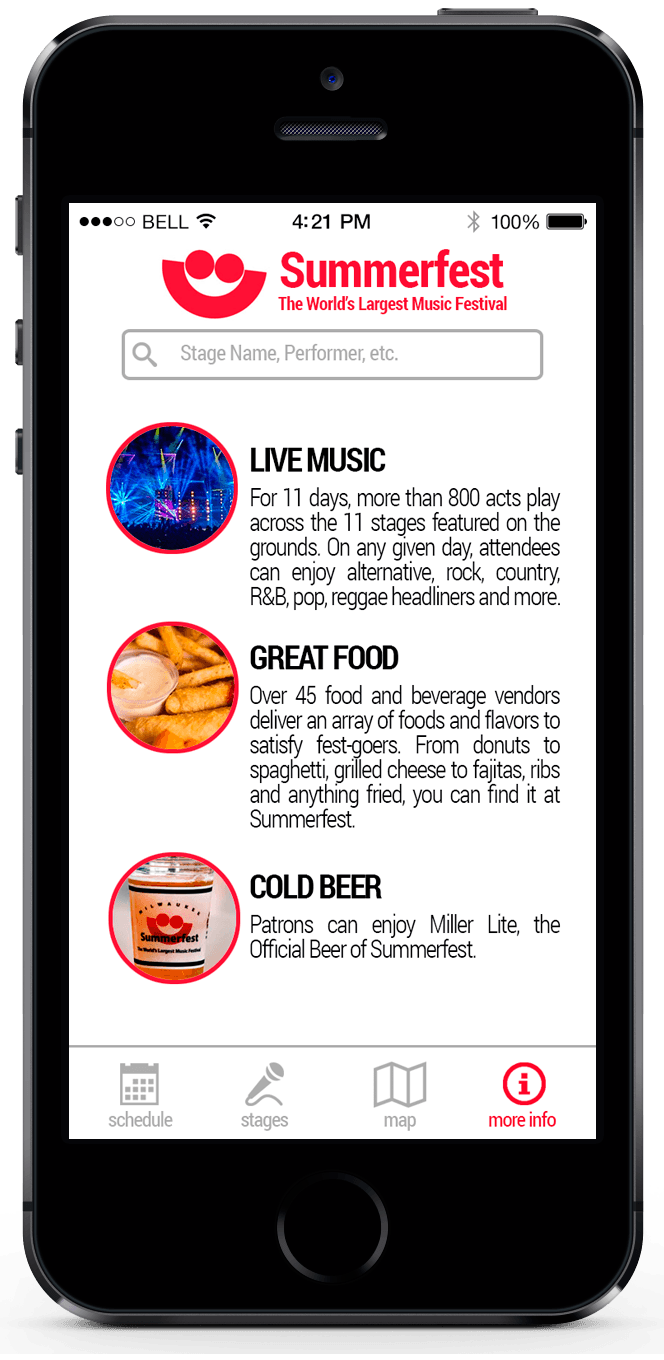 BELL 4:21 PM 100%
Summerfest
The World's Largest Music Festival
Stage Name, Performer, etc.
LIVE MUSIC
For 11 days, more than 800 acts play
across the 11 stages featured on the
grounds. On any given day, attendees
can enjoy alternative, rock, country,
R&B, pop, reggae headliners and more.
GREAT FOOD
Over 45 food and beverage vendors
deliver an array of foods and flavors to
satisfy fest-goers. From donuts to
spaghetti, grilled cheese to fajitas, ribs
and anything fried, you can find it at
Summerfest.
MILWAUKEE
Summerfest
The World's Largest Music Festival
COLD BEER
Patrons can enjoy Miller Lite, the
Official Beer of Summerfest.
schedule stages map more info